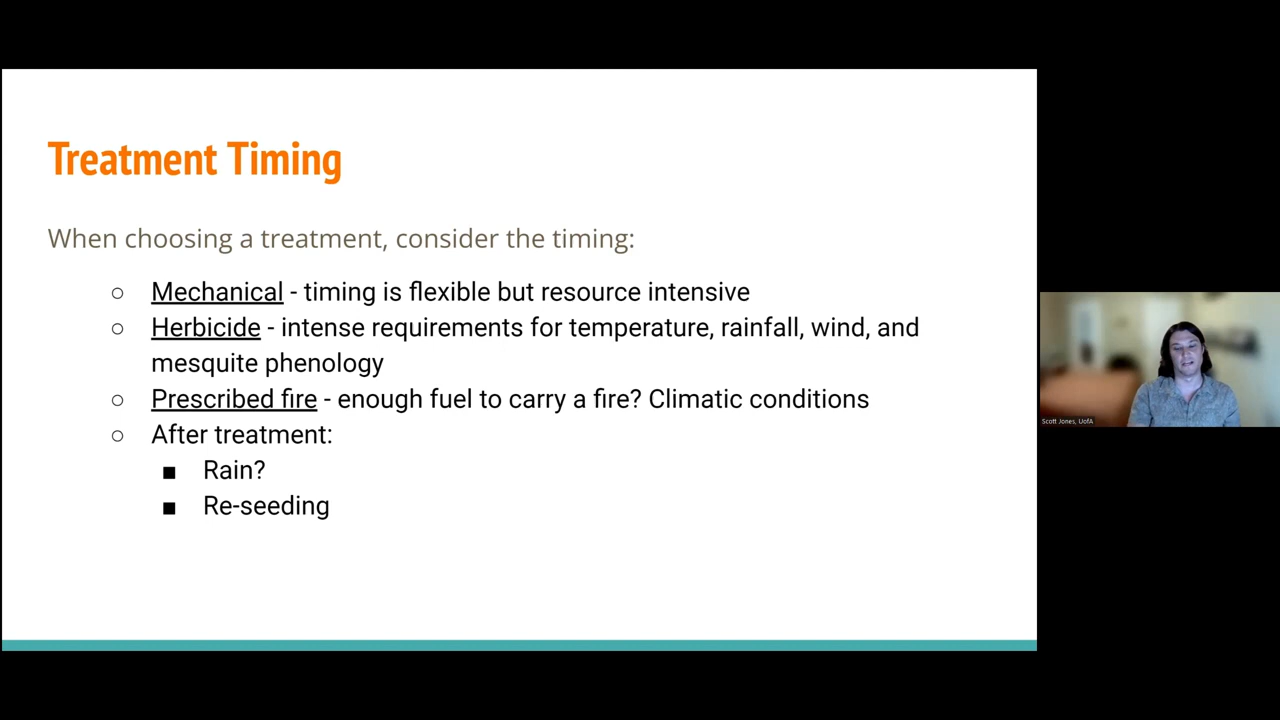 Treatment Timing
When choosing a treatment, consider the timing:
○ Mechanical - timing is flexible but resource intensive
○ Herbicide - intense requirements for temperature, rainfall, wind, and
mesquite phenology
○ Prescribed fire - enough fuel to carry a fire? Climatic conditions
○ After treatment:
■ Rain?
■ Re-seeding
Scott Jones, UofA